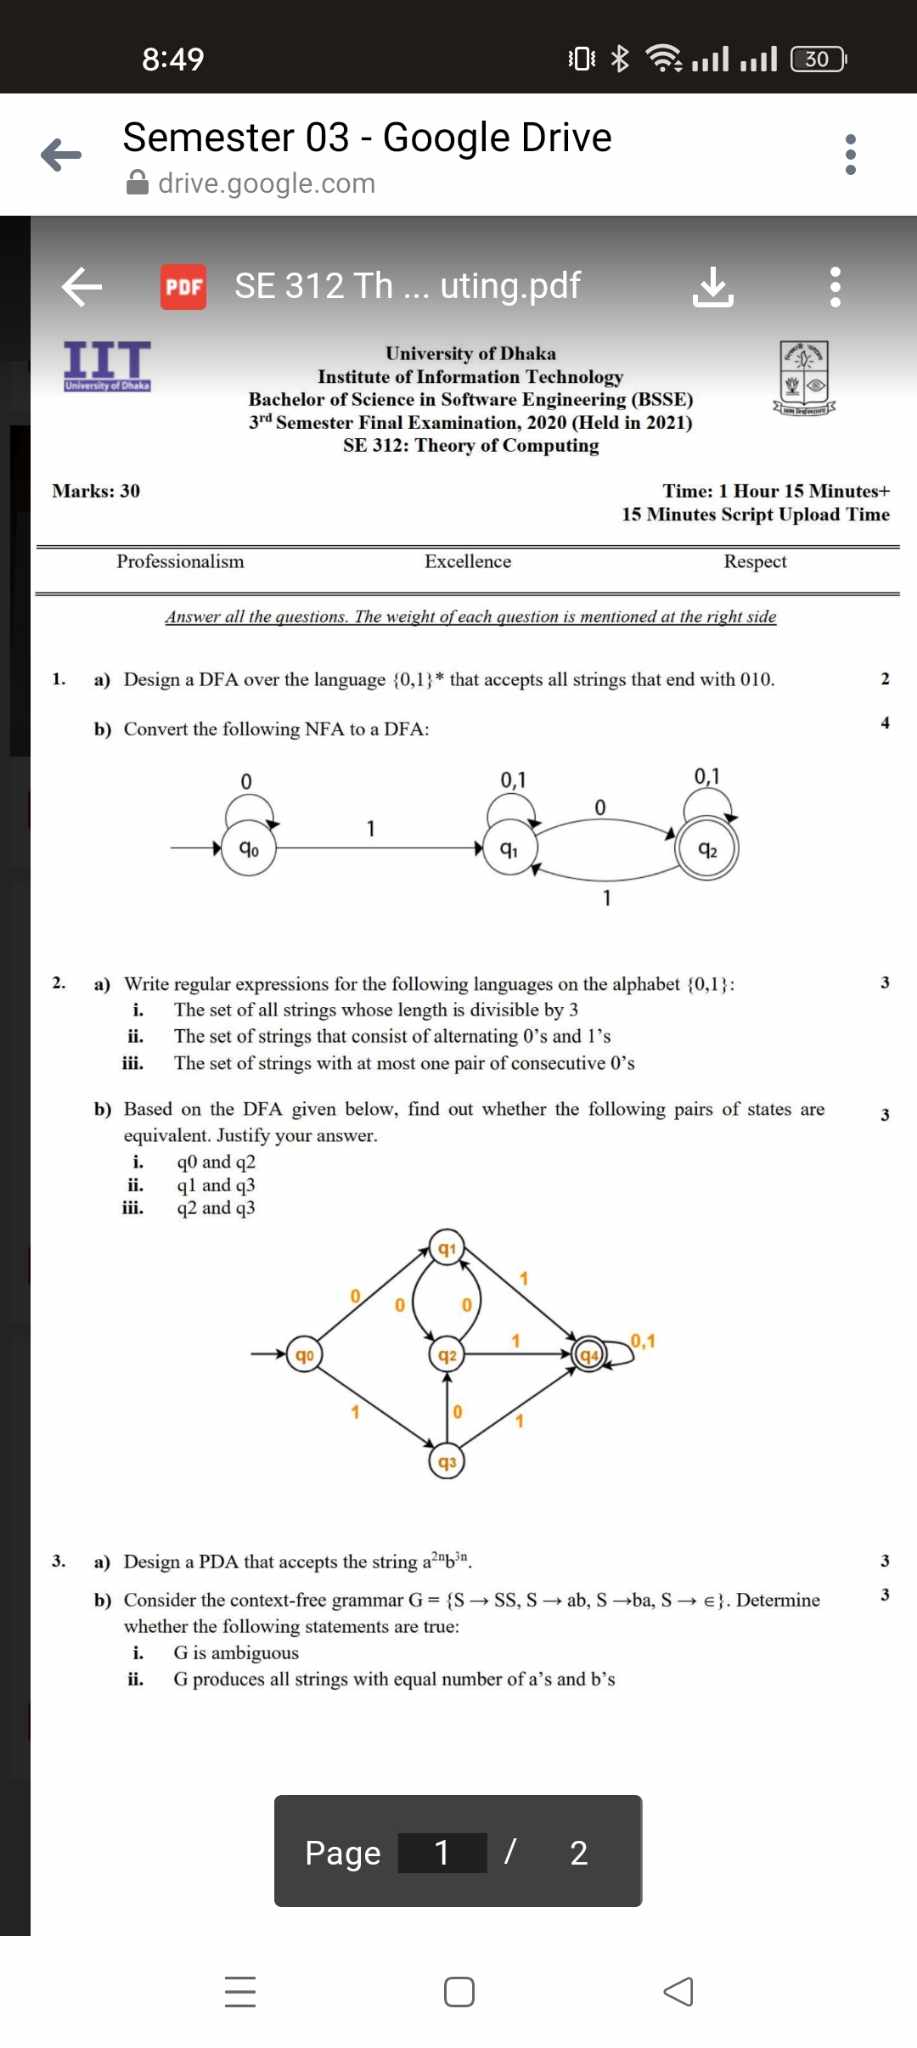 8:49
30
Semester 03 - Google Drive
drive.google.com
PDF SE 312 Th ... uting.pdf
IIT
University of Dhaka
University of Dhaka
Institute of Information Technology
Bachelor of Science in Software Engineering (BSSE)
3rd Semester Final Examination, 2020 (Held in 2021)
SE 312: Theory of Computing
Marks: 30
Time: 1 Hour 15 Minutes+
15 Minutes Script Upload Time
Professionalism Excellence Respect
Answer all the questions. The weight of each question is mentioned at the right side
1. a) Design a DFA over the language {0,1}* that accepts all strings that end with 010. 2
b) Convert the following NFA to a DFA: 4
0 0,1 0,1
0
1
q0 q1 q2
1
2. a) Write regular expressions for the following languages on the alphabet {0,1}: 3
i. The set of all strings whose length is divisible by 3
ii. The set of strings that consist of alternating 0's and 1's
iii. The set of strings with at most one pair of consecutive 0's
b) Based on the DFA given below, find out whether the following pairs of states are 3
equivalent. Justify your answer.
i. q0 and q2
ii. q1 and q3
iii. q2 and q3
q1
1
0 0 0
1 0,1
q0 q2 q4
1 0 1
q3
3. a) Design a PDA that accepts the string a²ⁿb³ⁿ. 3
b) Consider the context-free grammar G = {S → SS, S → ab, S →ba, S → ∈}. Determine 3
whether the following statements are true:
i. G is ambiguous
ii. G produces all strings with equal number of a's and b's
Page 1 / 2